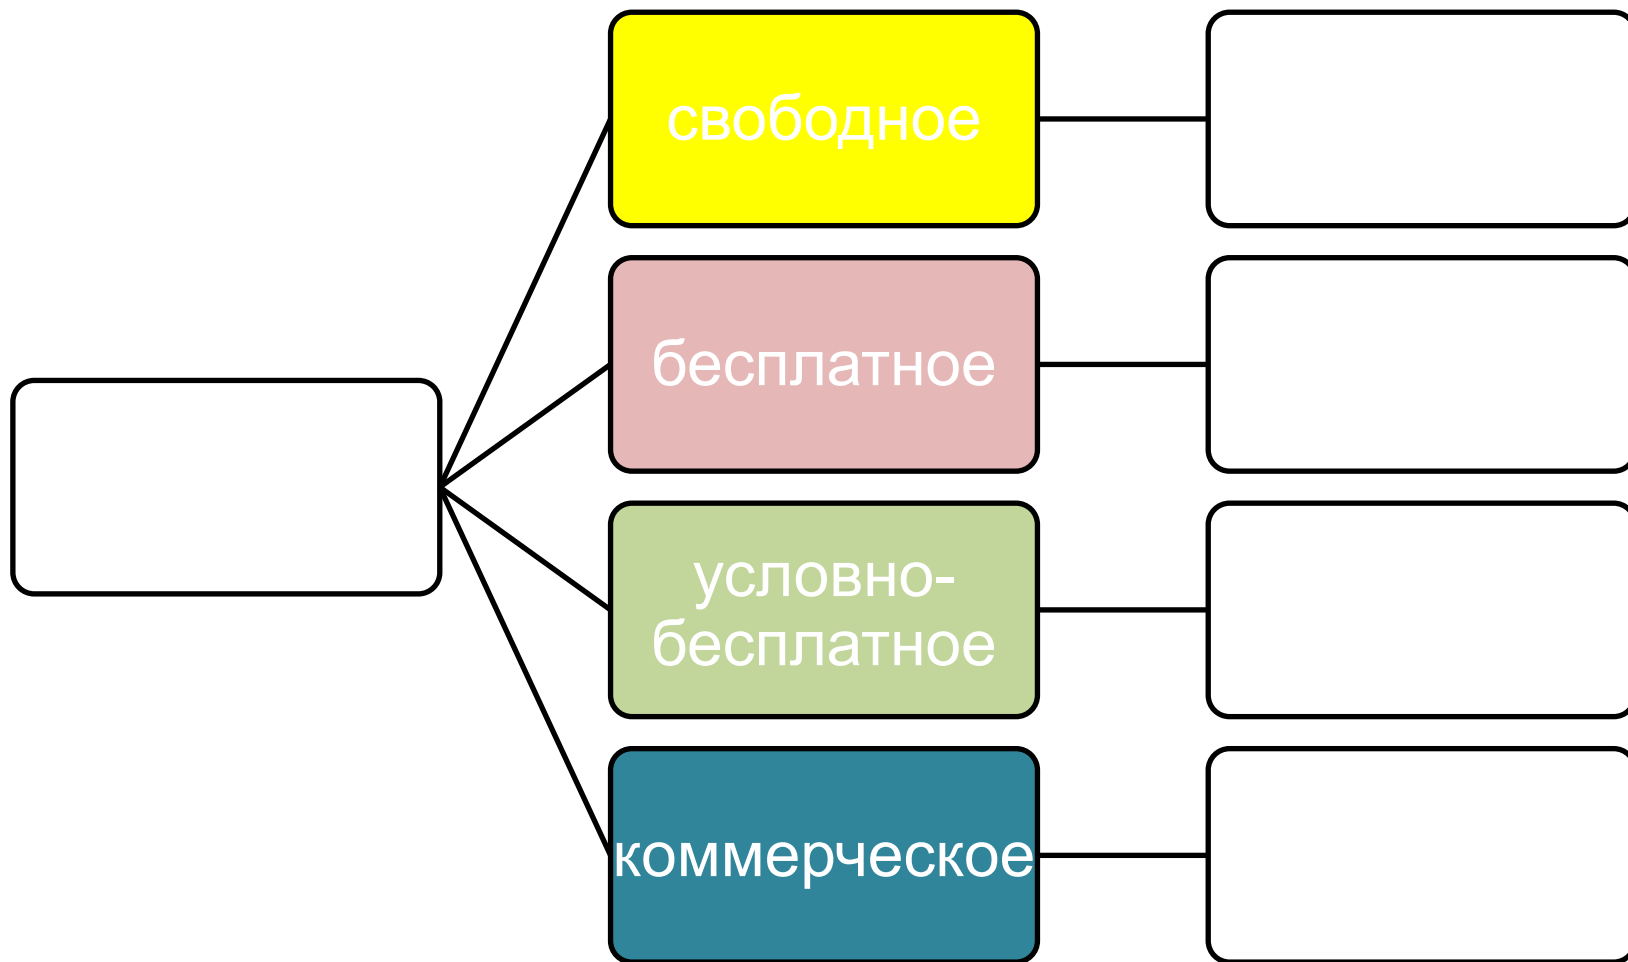 свободное
бесплатное
условно-
бесплатное
коммерческое